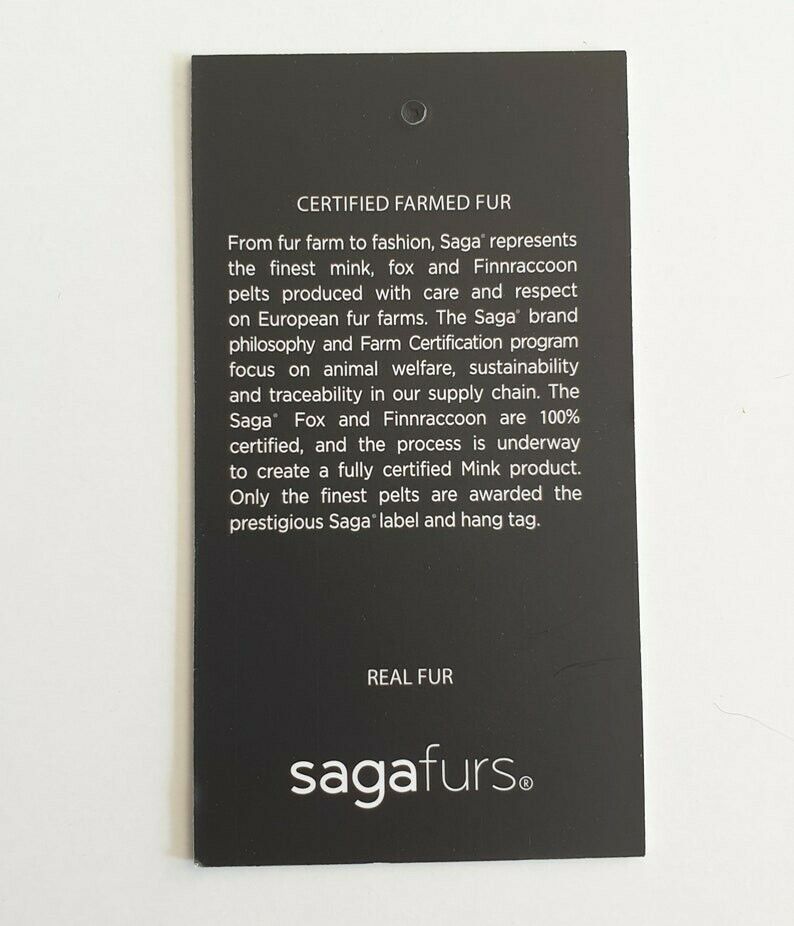 CERTIFIED FARMED FUR
From fur farm to fashion, Saga® represents
the finest mink, fox and Finnraccoon
pelts produced with care and respect
on European fur farms. The Saga® brand
philosophy and Farm Certification program
focus on animal welfare, sustainability
and traceability in our supply chain. The
Saga® Fox and Finnraccoon are 100%
certified, and the process is underway
to create a fully certified Mink product.
Only the finest pelts are awarded the
prestigious Saga® label and hang tag.
REAL FUR
sagafurs®